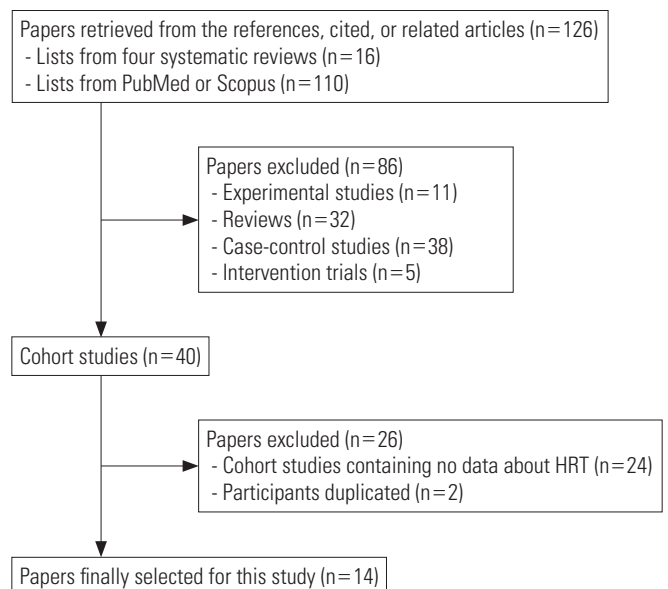 Papers retrieved from the references, cited, or related articles (n=126)
- Lists from four systematic reviews (n=16)
- Lists from PubMed or Scopus (n=110)
Papers excluded (n=86)
- Experimental studies (n=11)
- Reviews (n=32)
- Case-control studies (n=38)
- Intervention trials (n=5)
Cohort studies (n=40)
Papers excluded (n=26)
- Cohort studies containing no data about HRT (n=24)
- Participants duplicated (n=2)
Papers finally selected for this study (n=14)